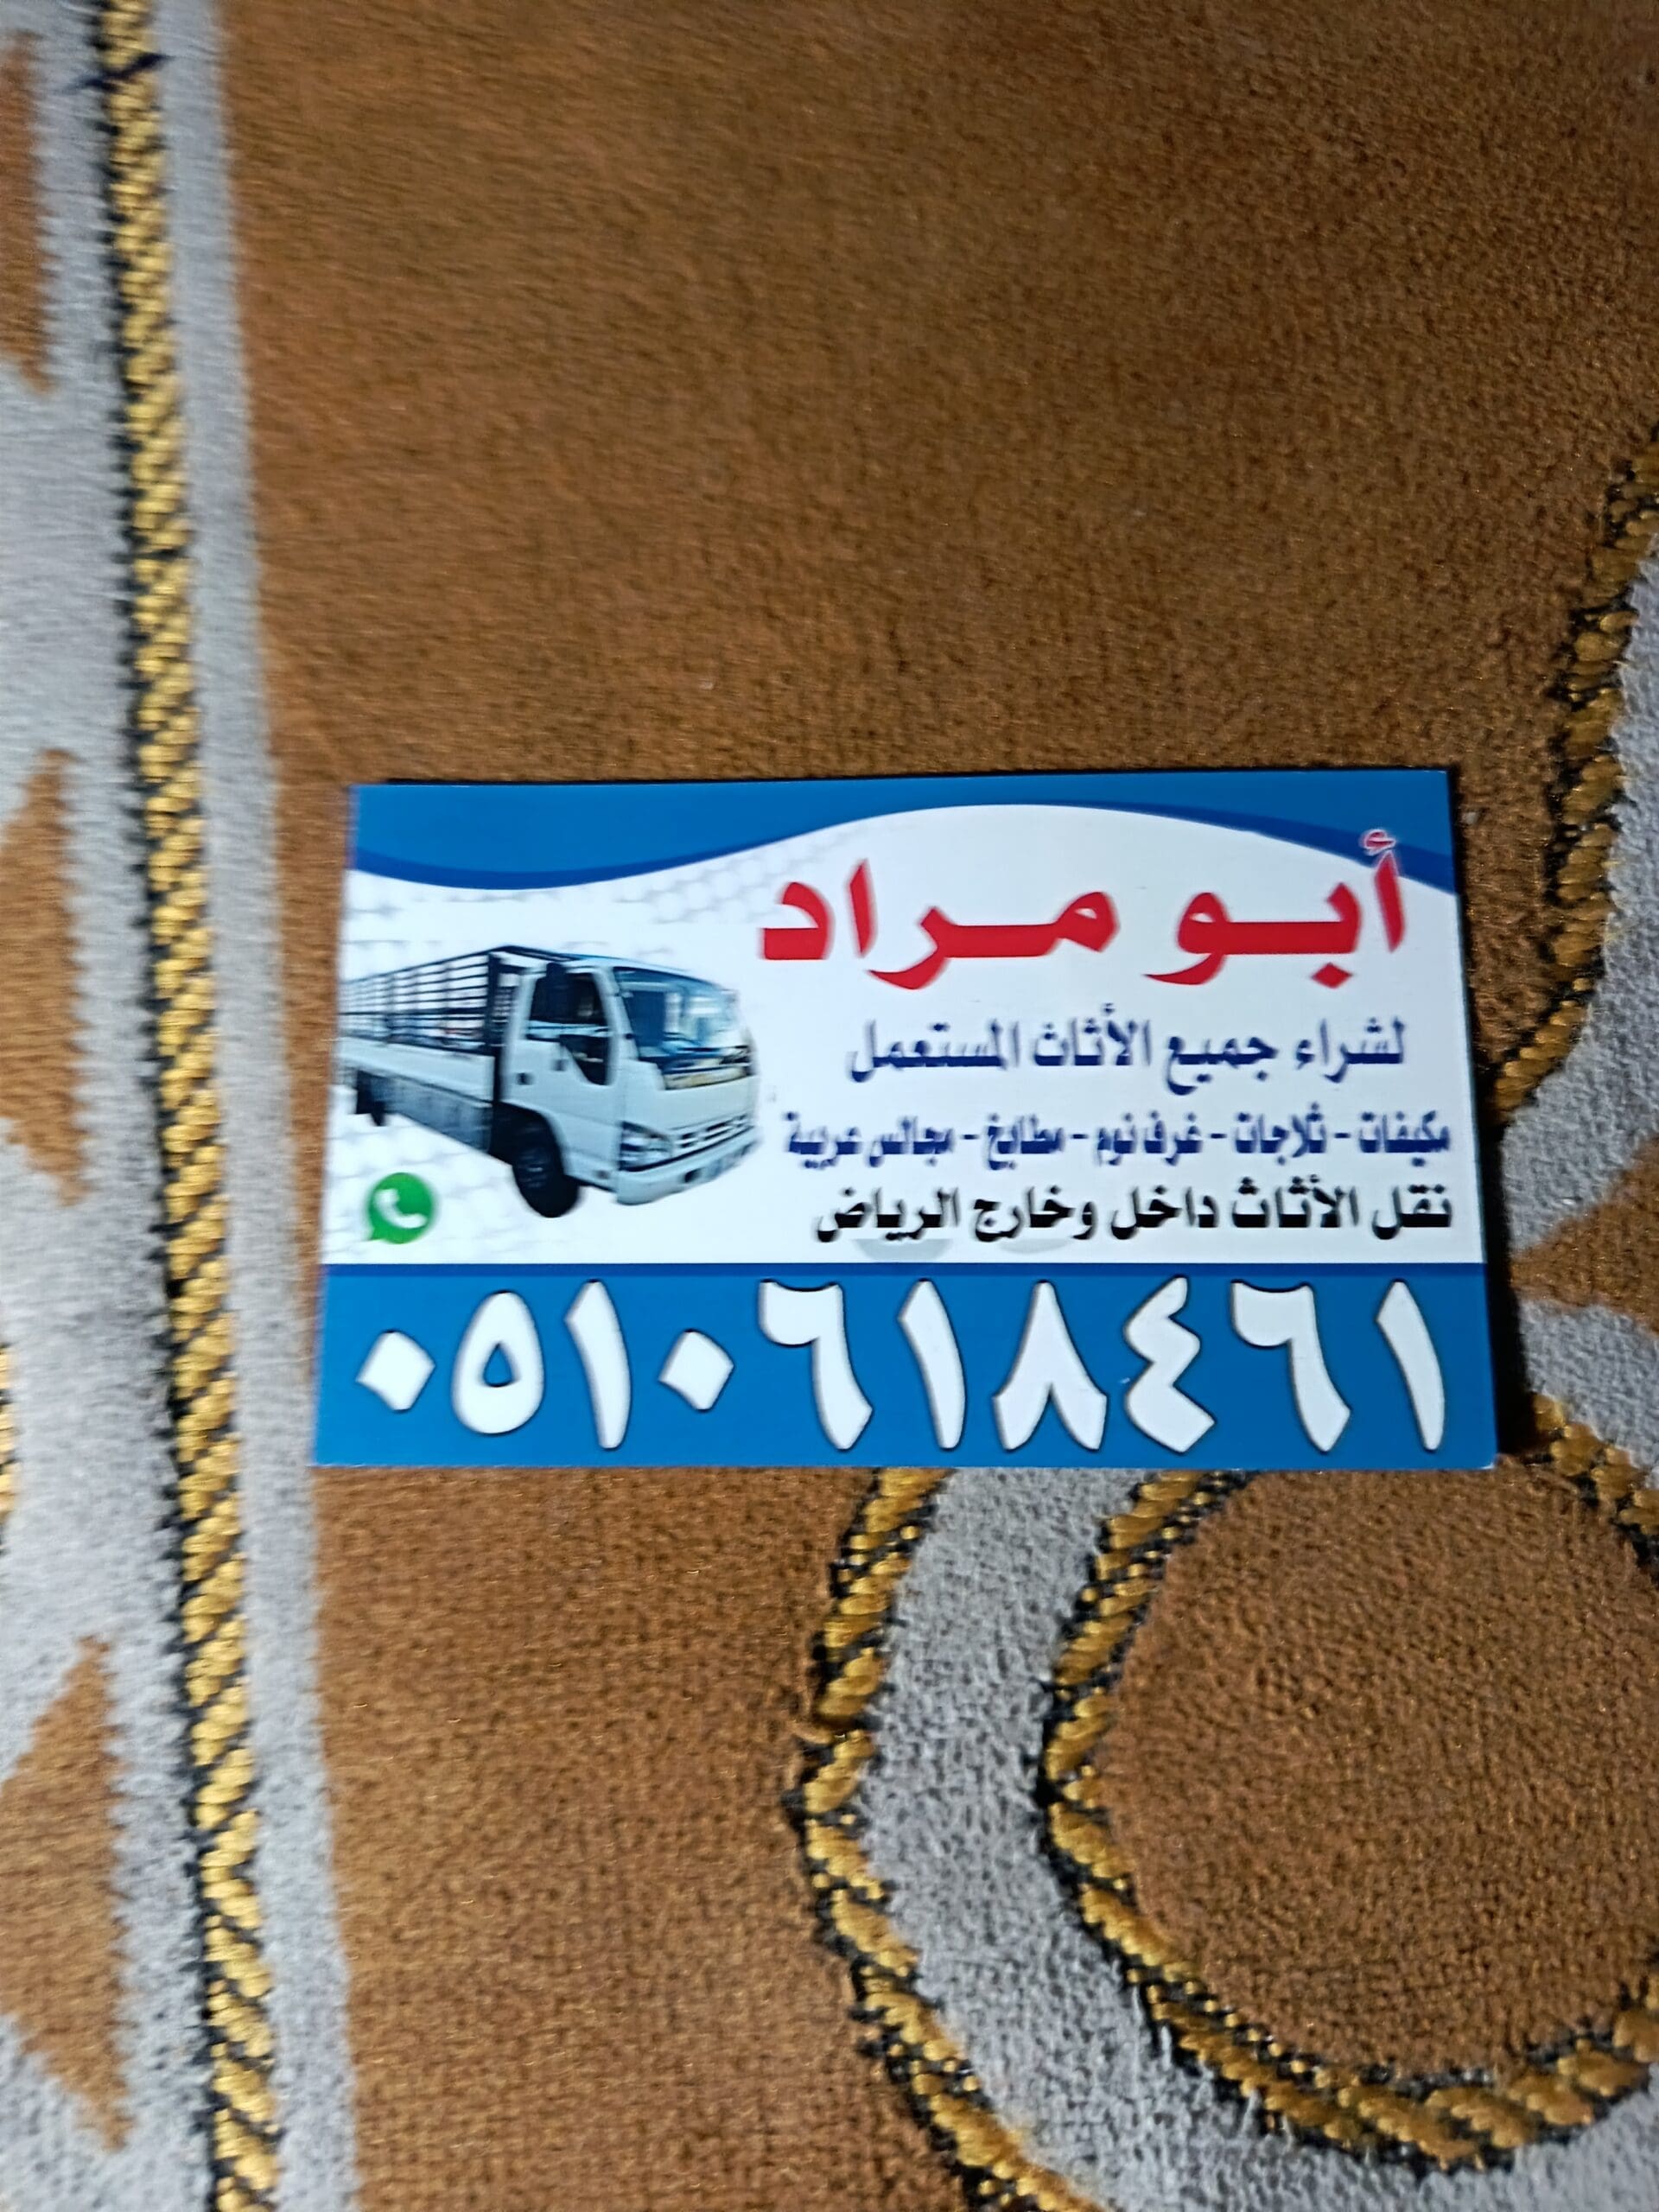 أبو مراد
لشراء جميع الأثاث المستعمل
مكيفات - ثلاجات - غرف نوم - مطابخ - مجالس عربية
نقل الأثاث داخل وخارج الرياض
٠٥١٠٦١٨٤٦١